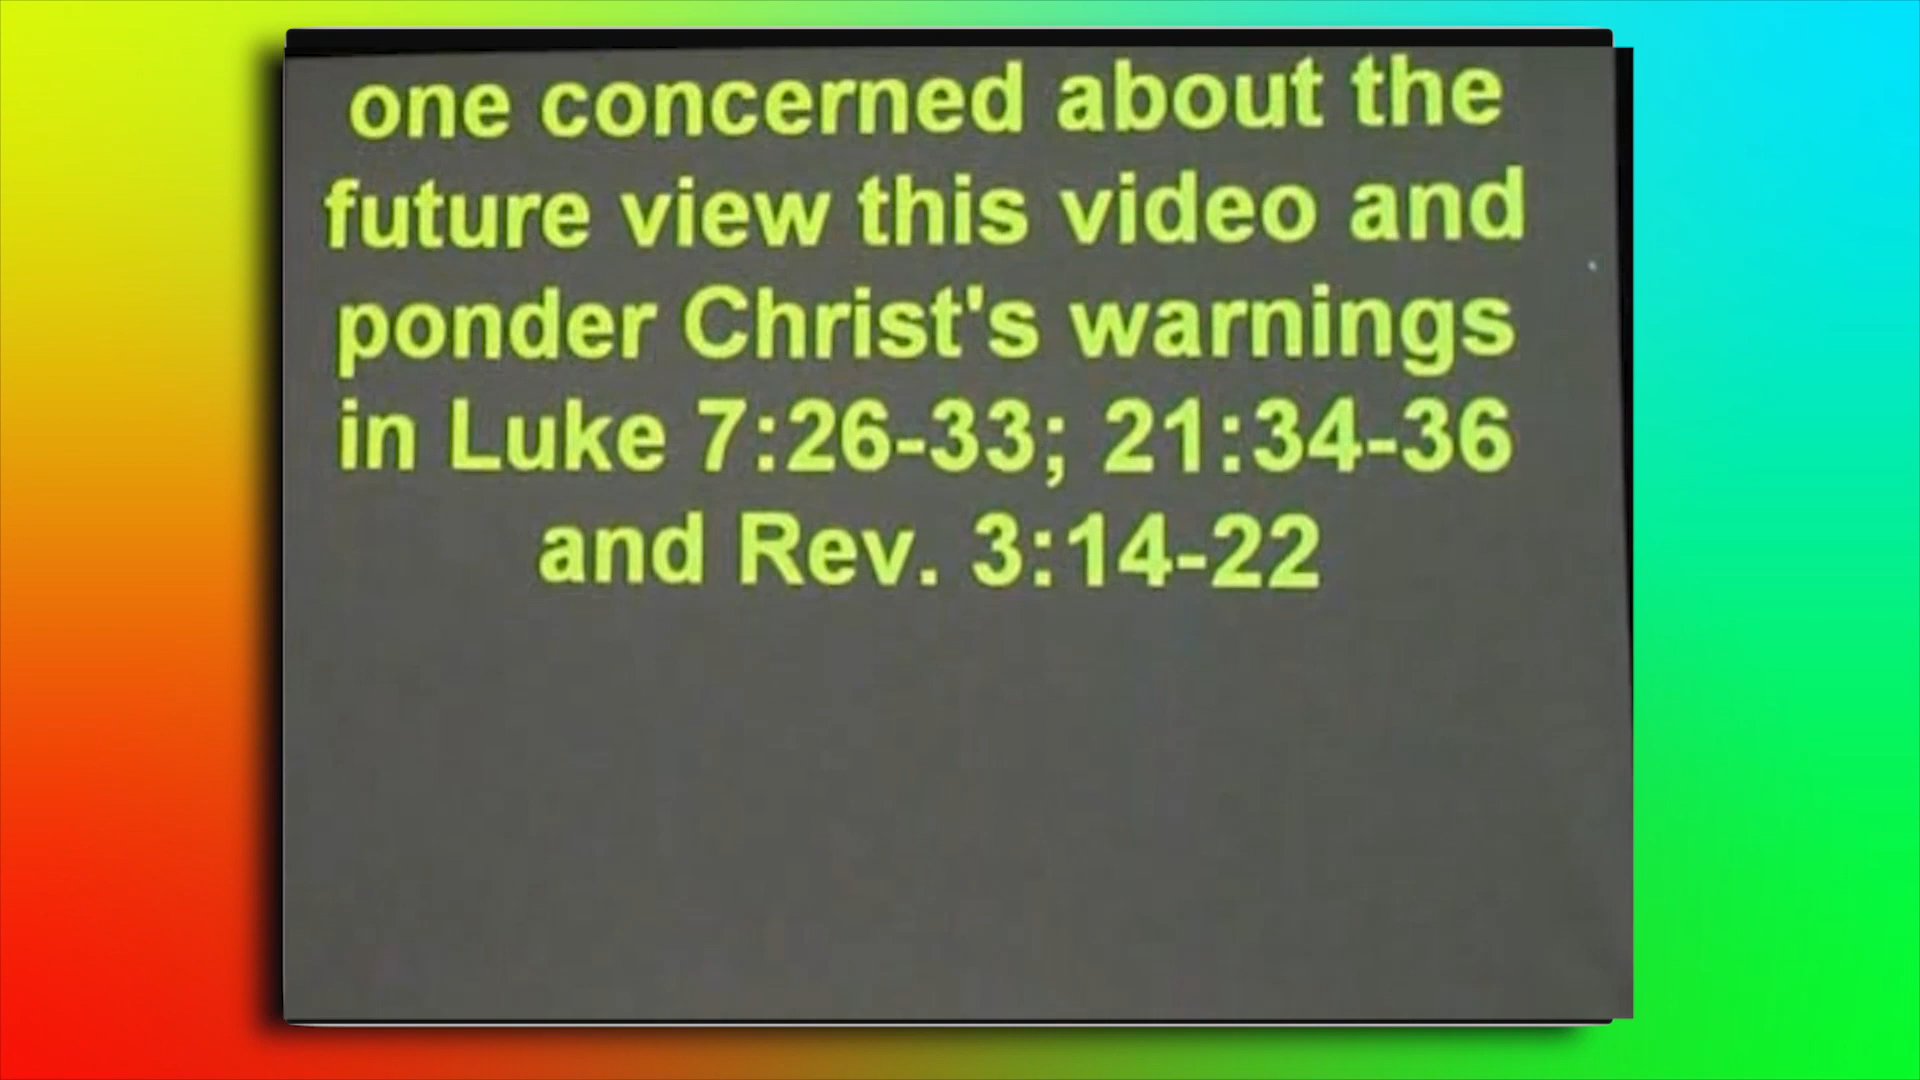 one concerned about the
future view this video and
ponder Christ's warnings
in Luke 7:26-33; 21:34-36
and Rev. 3:14-22